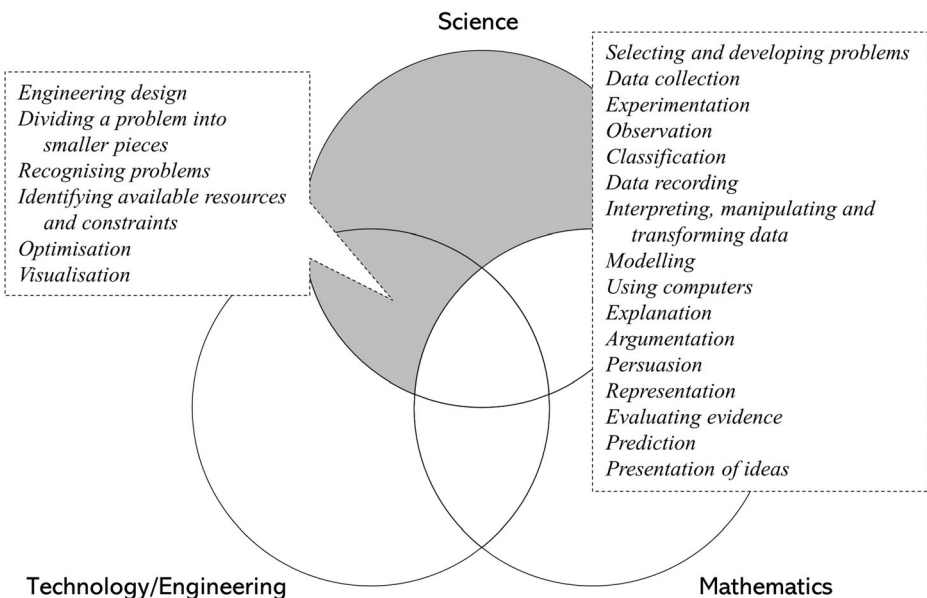 Science
Engineering design
Dividing a problem into
smaller pieces
Recognising problems
Identifying available resources
and constraints
Optimisation
Visualisation
Selecting and developing problems
Data collection
Experimentation
Observation
Classification
Data recording
Interpreting, manipulating and
transforming data
Modelling
Using computers
Explanation
Argumentation
Persuasion
Representation
Evaluating evidence
Prediction
Presentation of ideas
Technology/Engineering
Mathematics